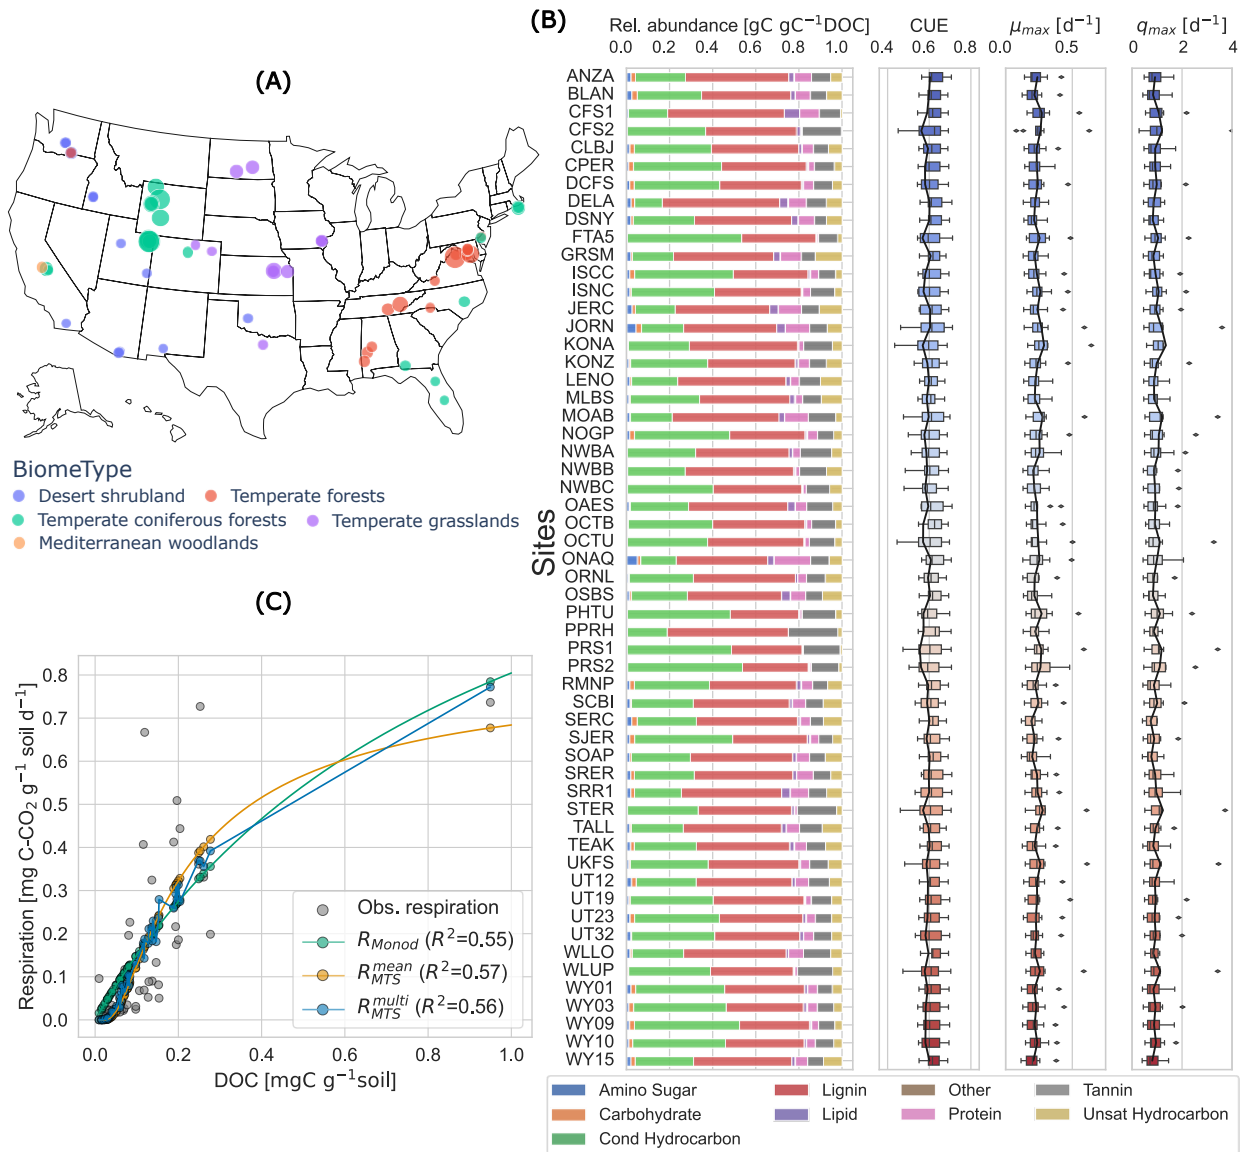 (A)
BiomeType
Desert shrubland
Temperate forests
Temperate coniferous forests
Temperate grasslands
Mediterranean woodlands
(B)
Rel. abundance [gC gC⁻¹DOC]
CUE
μmax [d⁻¹]
qmax [d⁻¹]
0.0 0.2 0.4 0.6 0.8 1.0
0.4 0.6 0.8
0.0 0.5
0 2 4
Sites
ANZA
BLAN
CFS1
CFS2
CLBJ
CPER
DCFS
DELA
DSNY
FTA5
GRSM
ISCC
ISNC
JERC
JORN
KONA
KONZ
LENO
MLBS
MOAB
NOGP
NWBA
NWBB
NWBC
OAES
OCTB
OCTU
ONAQ
ORNL
OSBS
PHTU
PPRH
PRS1
PRS2
RMNP
SCBI
SERC
SJER
SOAP
SRER
SRR1
STER
TALL
TEAK
UKFS
UT12
UT19
UT23
UT32
WLLO
WLUP
WY01
WY03
WY09
WY10
WY15
Amino Sugar
Carbohydrate
Cond Hydrocarbon
Lignin
Lipid
Other
Protein
Tannin
Unsat Hydrocarbon
(C)
Respiration [mg C-CO₂ g⁻¹ soil d⁻¹]
0.8
0.7
0.6
0.5
0.4
0.3
0.2
0.1
0.0
0.0 0.2 0.4 0.6 0.8 1.0
DOC [mgC g⁻¹soil]
Obs. respiration
R_Monod (R²=0.55)
R_MTS^mean (R²=0.57)
R_MTS^multi (R²=0.56)